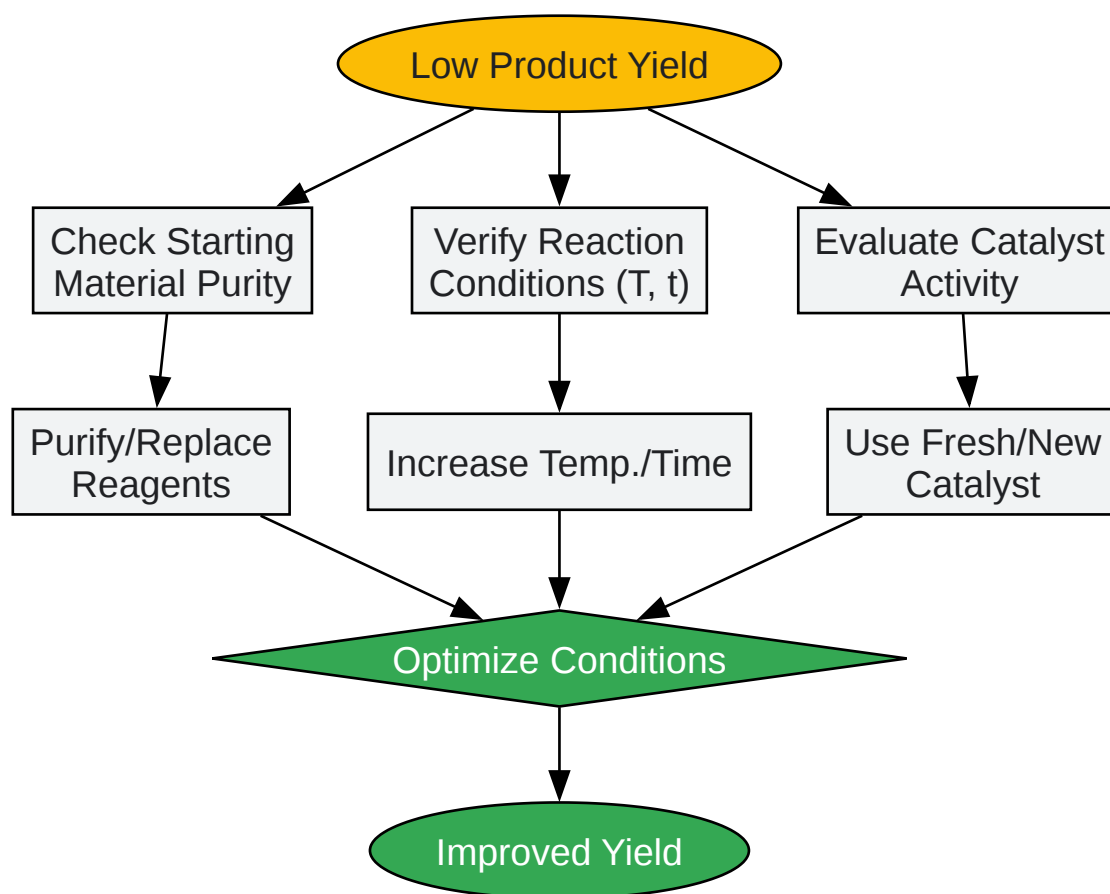 Low Product Yield
Check Starting
Material Purity
Verify Reaction
Conditions (T, t)
Evaluate Catalyst
Activity
Purify/Replace
Reagents
Increase Temp./Time
Use Fresh/New
Catalyst
Optimize Conditions
Improved Yield